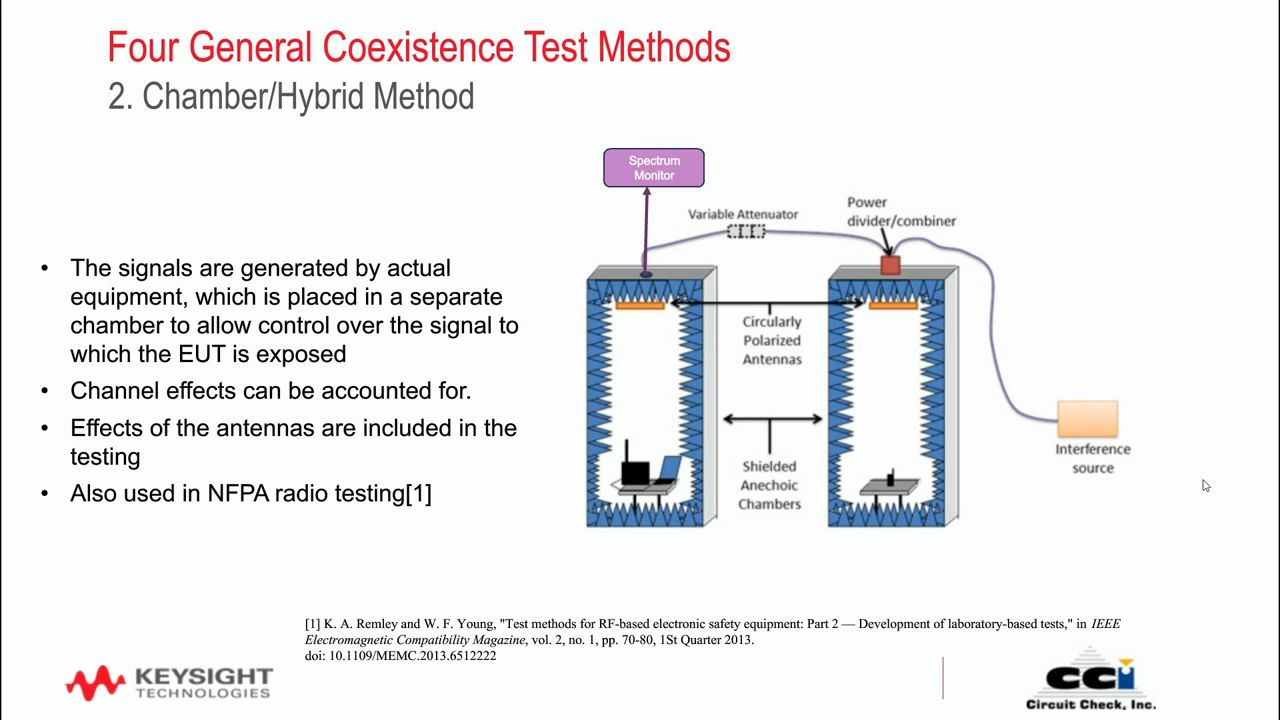 Four General Coexistence Test Methods
2. Chamber/Hybrid Method
Spectrum
Monitor
Variable Attenuator
Power
divider/combiner
• The signals are generated by actual
equipment, which is placed in a separate
chamber to allow control over the signal to
which the EUT is exposed
• Channel effects can be accounted for.
• Effects of the antennas are included in the
testing
• Also used in NFPA radio testing[1]
Circularly
Polarized
Antennas
Shielded
Anechoic
Chambers
Interference
source
[1] K. A. Remley and W. F. Young, "Test methods for RF-based electronic safety equipment: Part 2 — Development of laboratory-based tests," in IEEE
Electromagnetic Compatibility Magazine, vol. 2, no. 1, pp. 70-80, 1St Quarter 2013.
doi: 10.1109/MEMC.2013.6512222
KEYSIGHT
TECHNOLOGIES
CCI
Circuit Check, Inc.